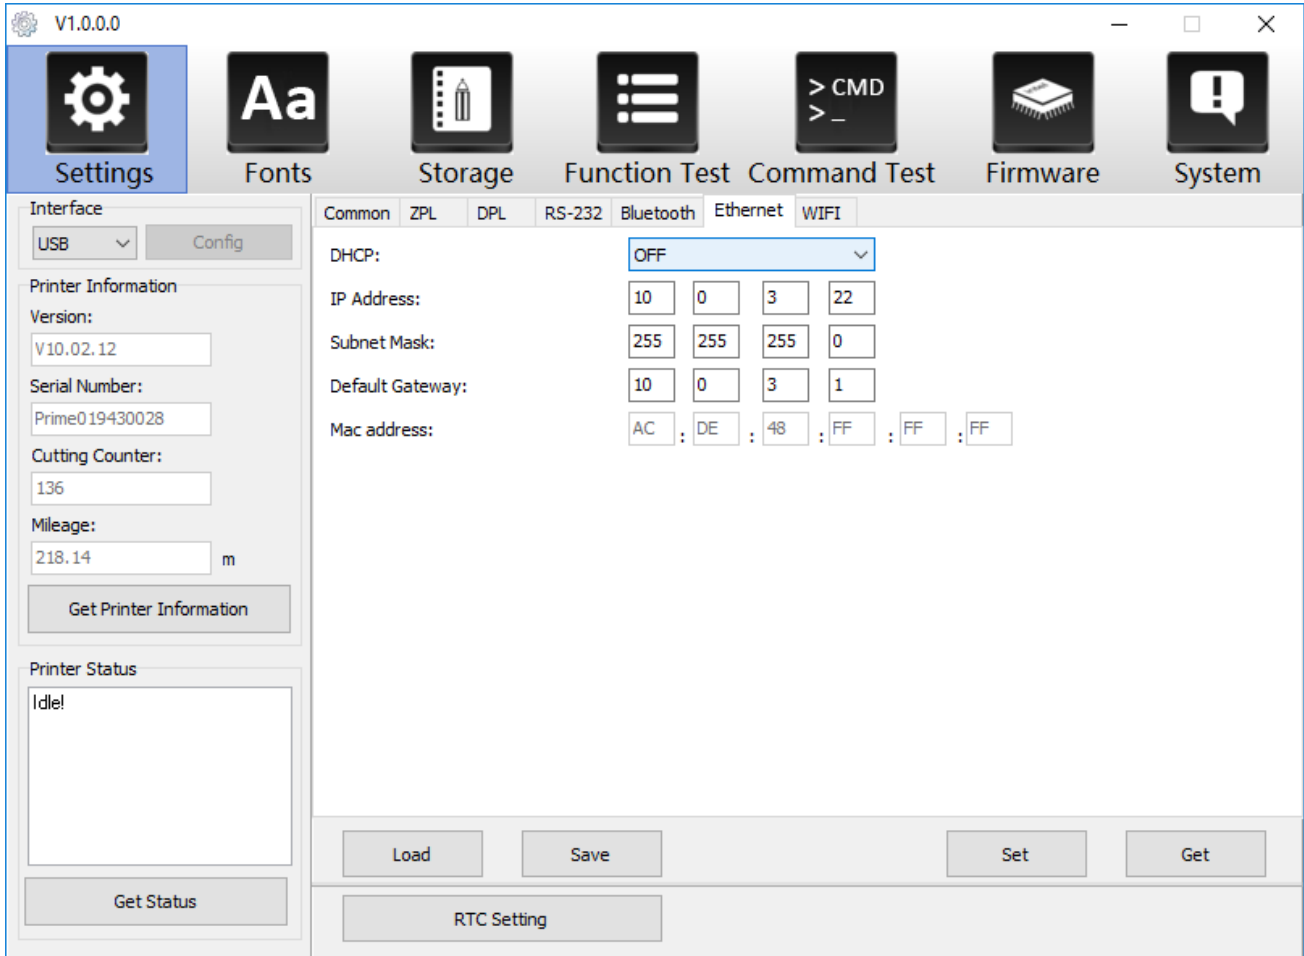 V1.0.0.0
Aa
> CMD
> _
Settings
Fonts
Storage
Function Test
Command Test
Firmware
System
Interface
USB
Config
Printer Information
Version:
V10.02.12
Serial Number:
Prime019430028
Cutting Counter:
136
Mileage:
218.14 m
Get Printer Information
Printer Status
Idle!
Get Status
Common ZPL DPL RS-232 Bluetooth Ethernet WIFI
DHCP: OFF
IP Address: 10 0 3 22
Subnet Mask: 255 255 255 0
Default Gateway: 10 0 3 1
Mac address: AC : DE : 48 : FF : FF : FF
Load Save Set Get
RTC Setting